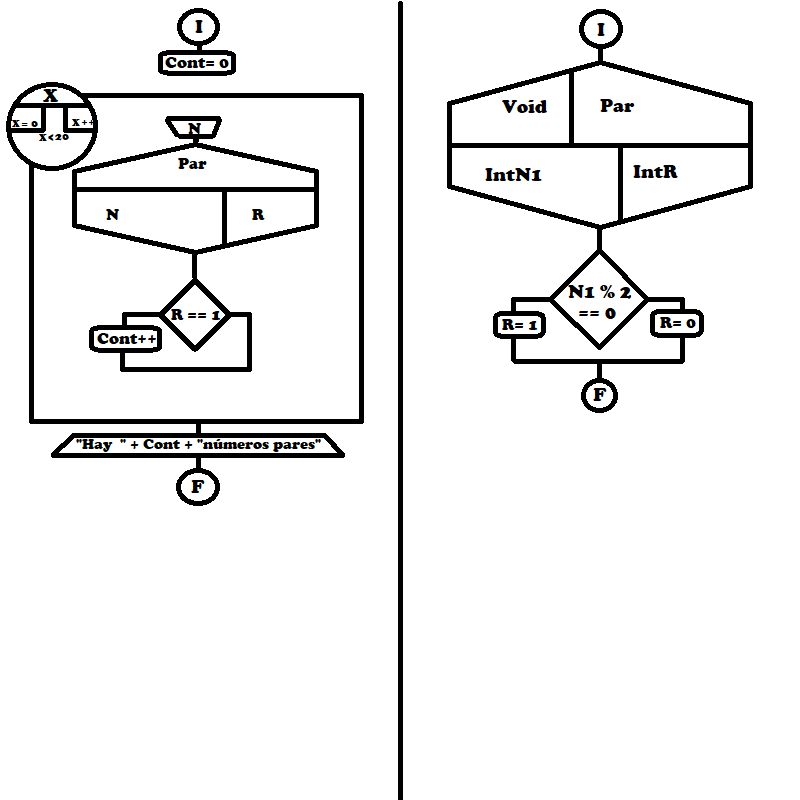 I
Cont= 0
X
X = 0
X<20
X ++
N
Par
N
R
R == 1
Cont++
"Hay  " + Cont + "números pares"
F
I
Void
Par
IntN1
IntR
N1 % 2
== 0
R= 1
R= 0
F